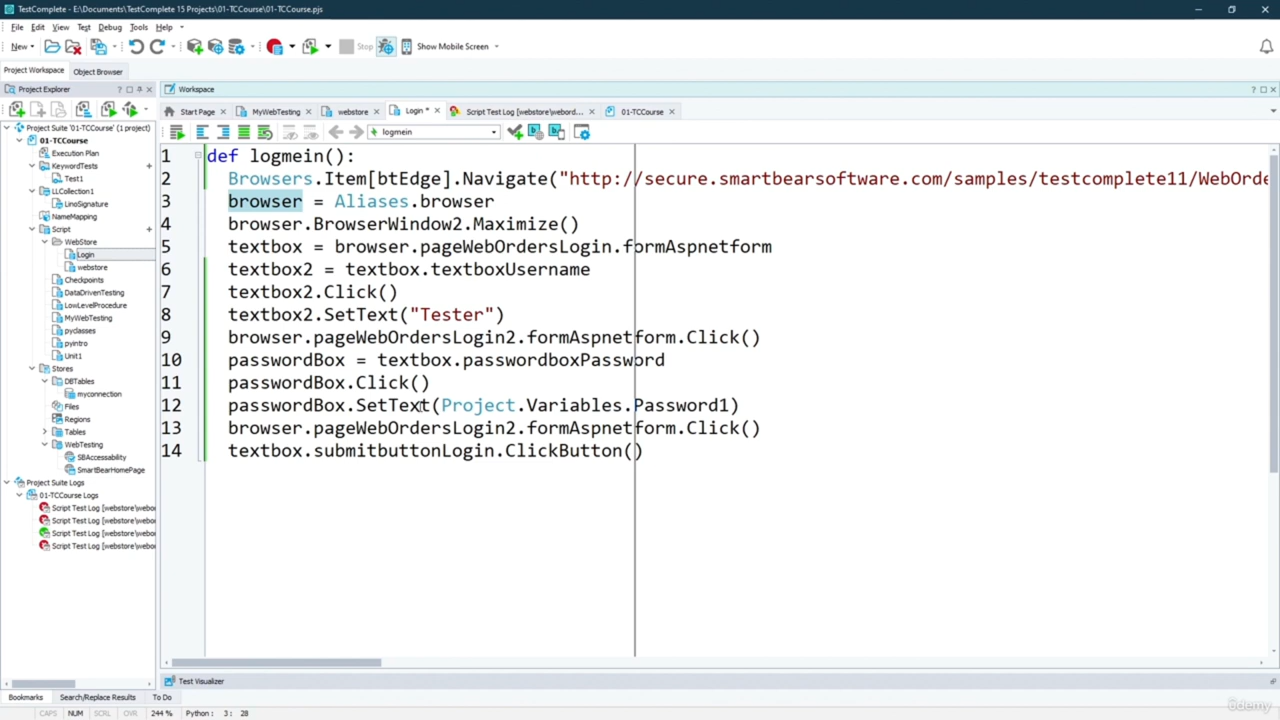 TestComplete - E:\Documents\TestComplete 15 Projects\01-TCCourse\01-TCCourse.pjs
File Edit View Test Debug Tools Help
New Stop Show Mobile Screen
Project Workspace Object Browser
Project Explorer
Workspace
Start Page MyWebTesting webstore Login * Script Test Log [webstore\webord... 01-TCCourse
logmein
Project Suite '01-TCCourse' (1 project)
01-TCCourse
Execution Plan
KeywordTests
Test1
LLCollection1
LinoSignature
NameMapping
Script
WebStore
Login
webstore
Checkpoints
DataDrivenTesting
LowLevelProcedure
MyWebTesting
pyclasses
pyintro
Unit1
Stores
DBTables
myconnection
Files
Regions
Tables
WebTesting
SBAccessability
SmartBearHomePage
Project Suite Logs
01-TCCourse Logs
Script Test Log [webstore\webo
Script Test Log [webstore\webo
Script Test Log [webstore\webo
Script Test Log [webstore\webo
1 def logmein():
2 Browsers.Item[btEdge].Navigate("http://secure.smartbearsoftware.com/samples/testcomplete11/WebOrde
3 browser = Aliases.browser
4 browser.BrowserWindow2.Maximize()
5 textbox = browser.pageWebOrdersLogin.formAspnetform
6 textbox2 = textbox.textboxUsername
7 textbox2.Click()
8 textbox2.SetText("Tester")
9 browser.pageWebOrdersLogin2.formAspnetform.Click()
10 passwordBox = textbox.passwordboxPassword
11 passwordBox.Click()
12 passwordBox.SetText(Project.Variables.Password1)
13 browser.pageWebOrdersLogin2.formAspnetform.Click()
14 textbox.submitbuttonLogin.ClickButton()
Test Visualizer
Bookmarks Search/Replace Results To Do
CAPS NUM SCRL OVR 244 % Python : 3 : 28
ûdemy